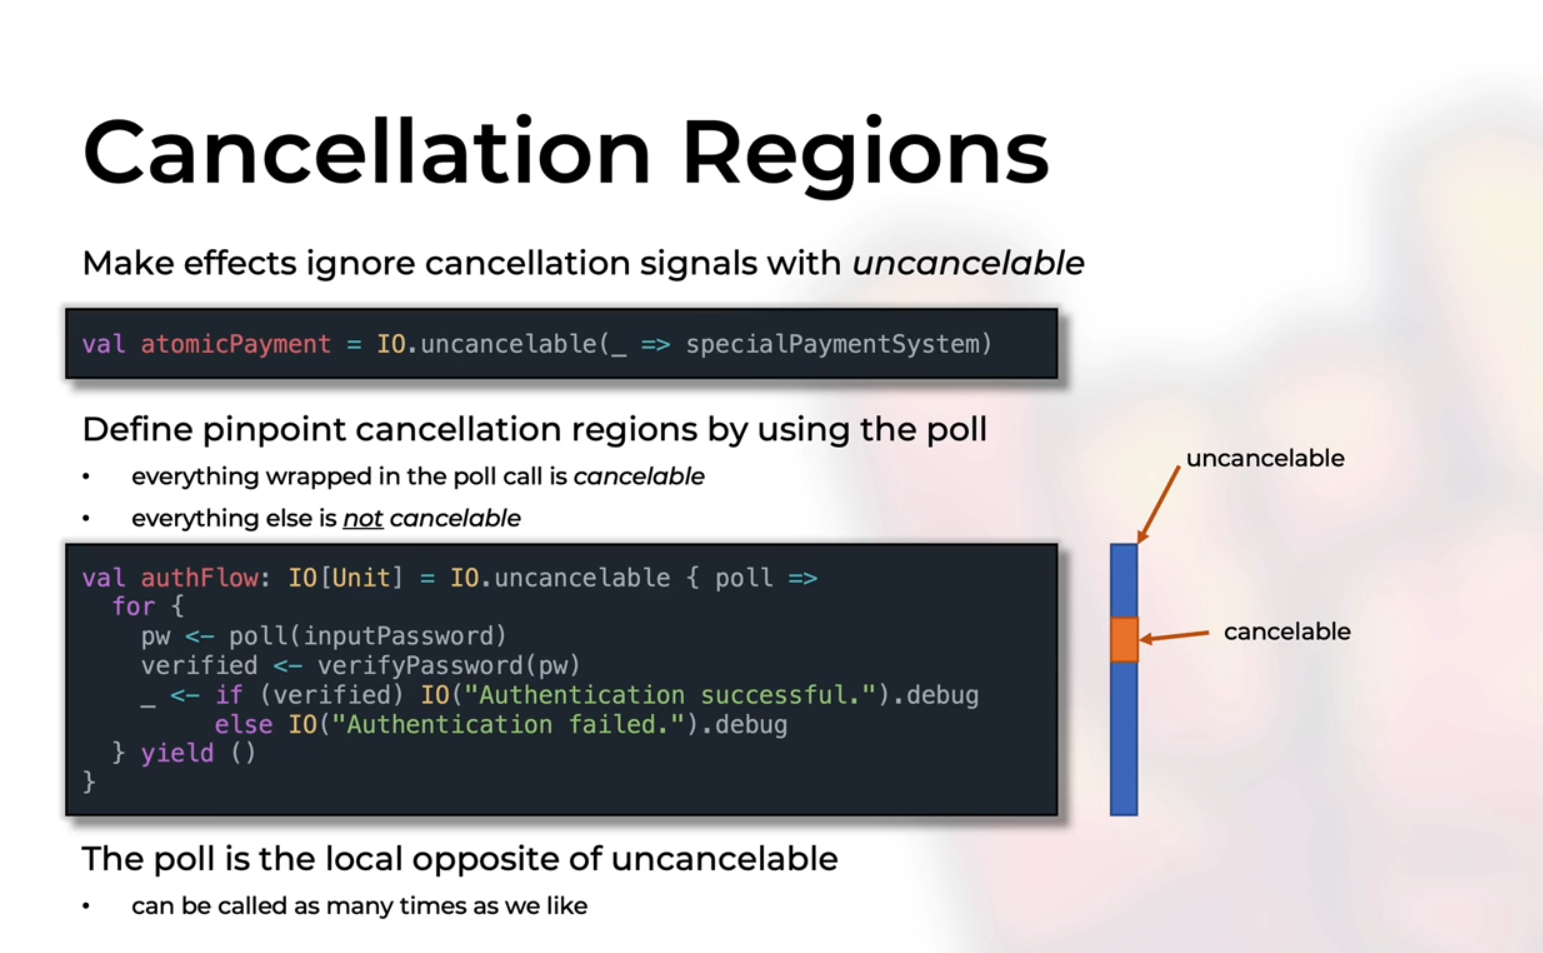 Cancellation Regions
Make effects ignore cancellation signals with uncancelable
val atomicPayment = IO.uncancelable(_ => specialPaymentSystem)
Define pinpoint cancellation regions by using the poll
• everything wrapped in the poll call is cancelable
• everything else is not cancelable
val authFlow: IO[Unit] = IO.uncancelable { poll =>
  for {
    pw <- poll(inputPassword)
    verified <- verifyPassword(pw)
    _ <- if (verified) IO("Authentication successful.").debug
         else IO("Authentication failed.").debug
  } yield ()
}
uncancelable
cancelable
The poll is the local opposite of uncancelable
• can be called as many times as we like